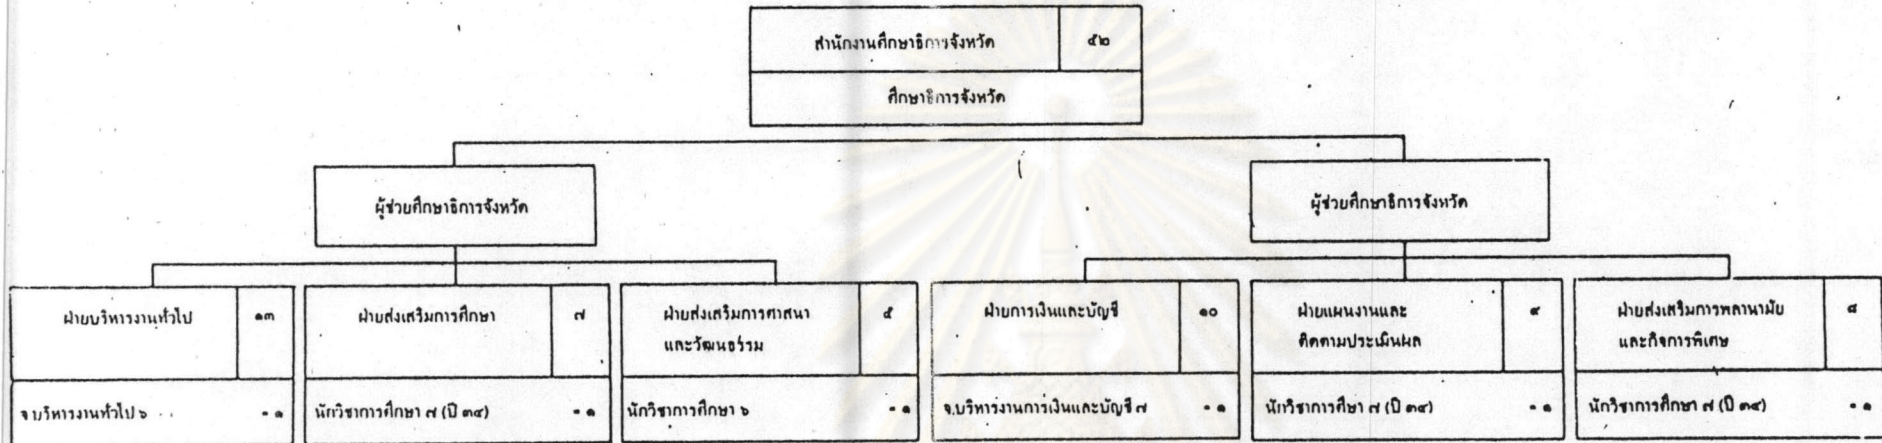 สำนักงานศึกษาธิการจังหวัด ๕๒
ศึกษาธิการจังหวัด
ผู้ช่วยศึกษาธิการจังหวัด
ผู้ช่วยศึกษาธิการจังหวัด
ฝ่ายบริหารงานทั่วไป ๑๓
จ.บริหารงานทั่วไป ๖ - ๑
ฝ่ายส่งเสริมการศึกษา ๗
นักวิชาการศึกษา ๗ (ปี ๓๔) - ๑
ฝ่ายส่งเสริมการศาสนา ๕
และวัฒนธรรม
นักวิชาการศึกษา ๖ - ๑
ฝ่ายการเงินและบัญชี ๑๐
จ.บริหารงานการเงินและบัญชี ๗ - ๑
ฝ่ายแผนงานและ ๙
ติดตามประเมินผล
นักวิชาการศึกษา ๗ (ปี ๓๔) - ๑
ฝ่ายส่งเสริมการพลานามัย ๘
และกิจการพิเศษ
นักวิชาการศึกษา ๗ (ปี ๓๔) - ๑